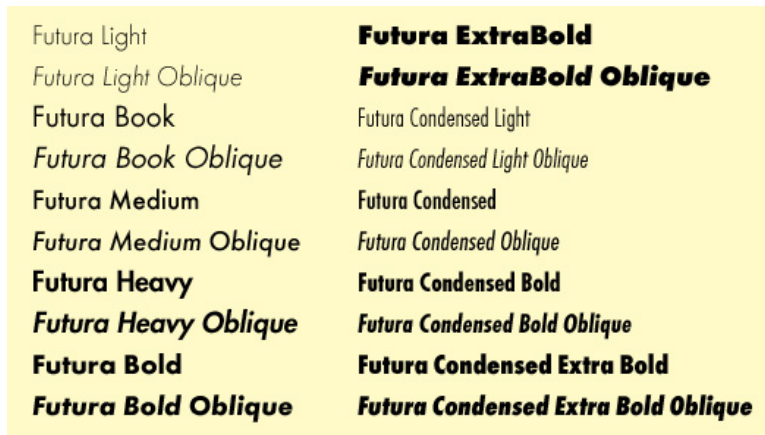 Futura Light
Futura Light Oblique
Futura Book
Futura Book Oblique
Futura Medium
Futura Medium Oblique
Futura Heavy
Futura Heavy Oblique
Futura Bold
Futura Bold Oblique
Futura ExtraBold
Futura ExtraBold Oblique
Futura Condensed Light
Futura Condensed Light Oblique
Futura Condensed
Futura Condensed Oblique
Futura Condensed Bold
Futura Condensed Bold Oblique
Futura Condensed Extra Bold
Futura Condensed Extra Bold Oblique